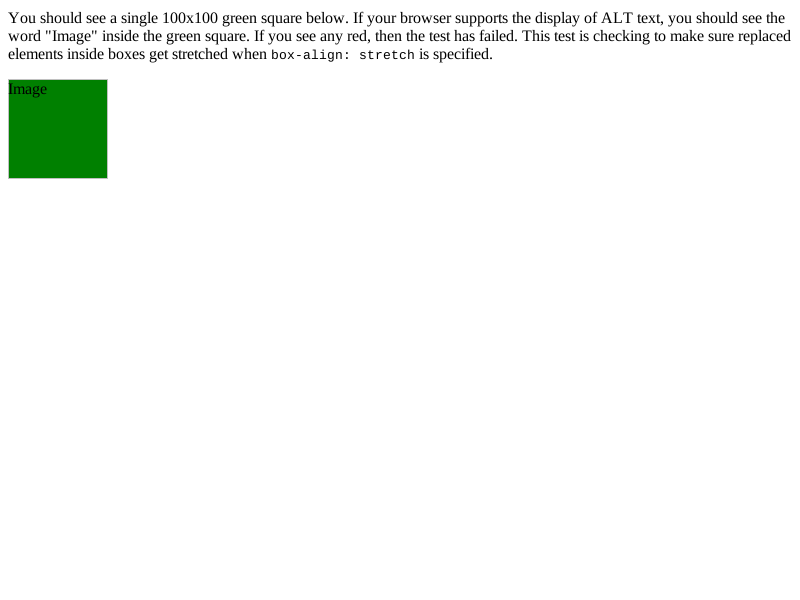 You should see a single 100x100 green square below. If your browser supports the display of ALT text, you should see the
word "Image" inside the green square. If you see any red, then the test has failed. This test is checking to make sure replaced
elements inside boxes get stretched when box-align: stretch is specified.
Image